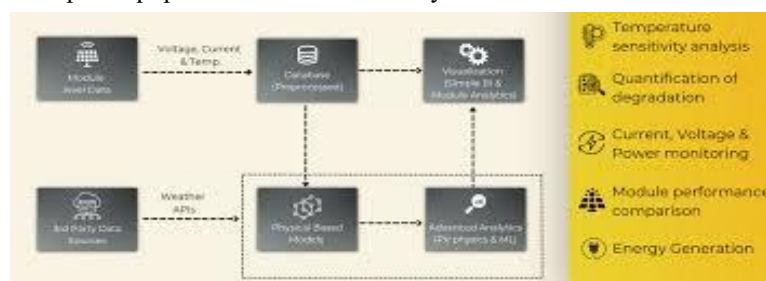 Voltage, Current
& Temp.
Module
level Data
Database
(Preprocessed)
Visualization
(Simple BI &
Module Analytics)
Weather
APIs
3rd Party Data
Sources
Physical Based
Models
Advanced Analytics
(PV physics & ML)
Temperature
sensitivity analysis
Quantification of
degradation
Current, Voltage &
Power monitoring
Module performance
comparison
Energy Generation